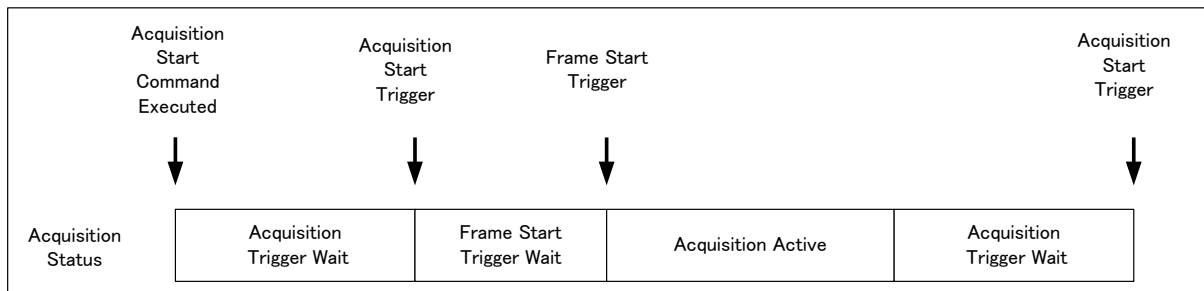 Acquisition
Start
Command
Executed
Acquisition
Start
Trigger
Frame Start
Trigger
Acquisition
Start
Trigger
Acquisition
Status
Acquisition
Trigger Wait
Frame Start
Trigger Wait
Acquisition Active
Acquisition
Trigger Wait